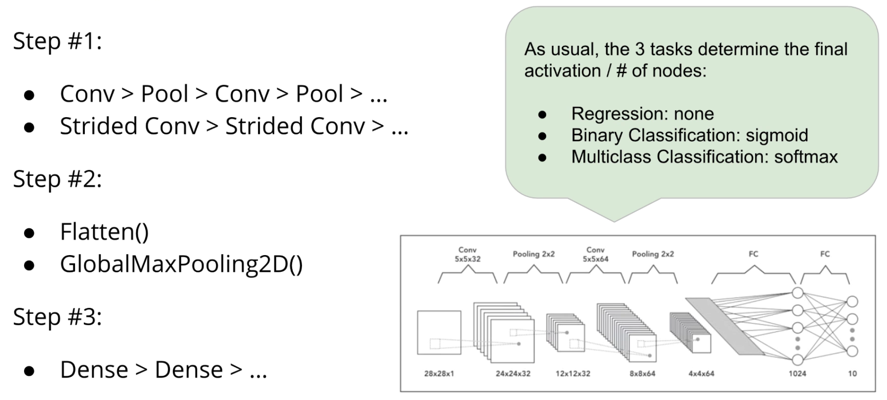 Step #1:
● Conv > Pool > Conv > Pool > ...
● Strided Conv > Strided Conv > ...
Step #2:
● Flatten()
● GlobalMaxPooling2D()
Step #3:
● Dense > Dense > ...
As usual, the 3 tasks determine the final
activation / # of nodes:
● Regression: none
● Binary Classification: sigmoid
● Multiclass Classification: softmax
Conv
5x5x32
Pooling 2x2
Conv
5x5x64
Pooling 2x2
FC
FC
28x28x1
24x24x32
12x12x32
8x8x64
4x4x64
1024
10